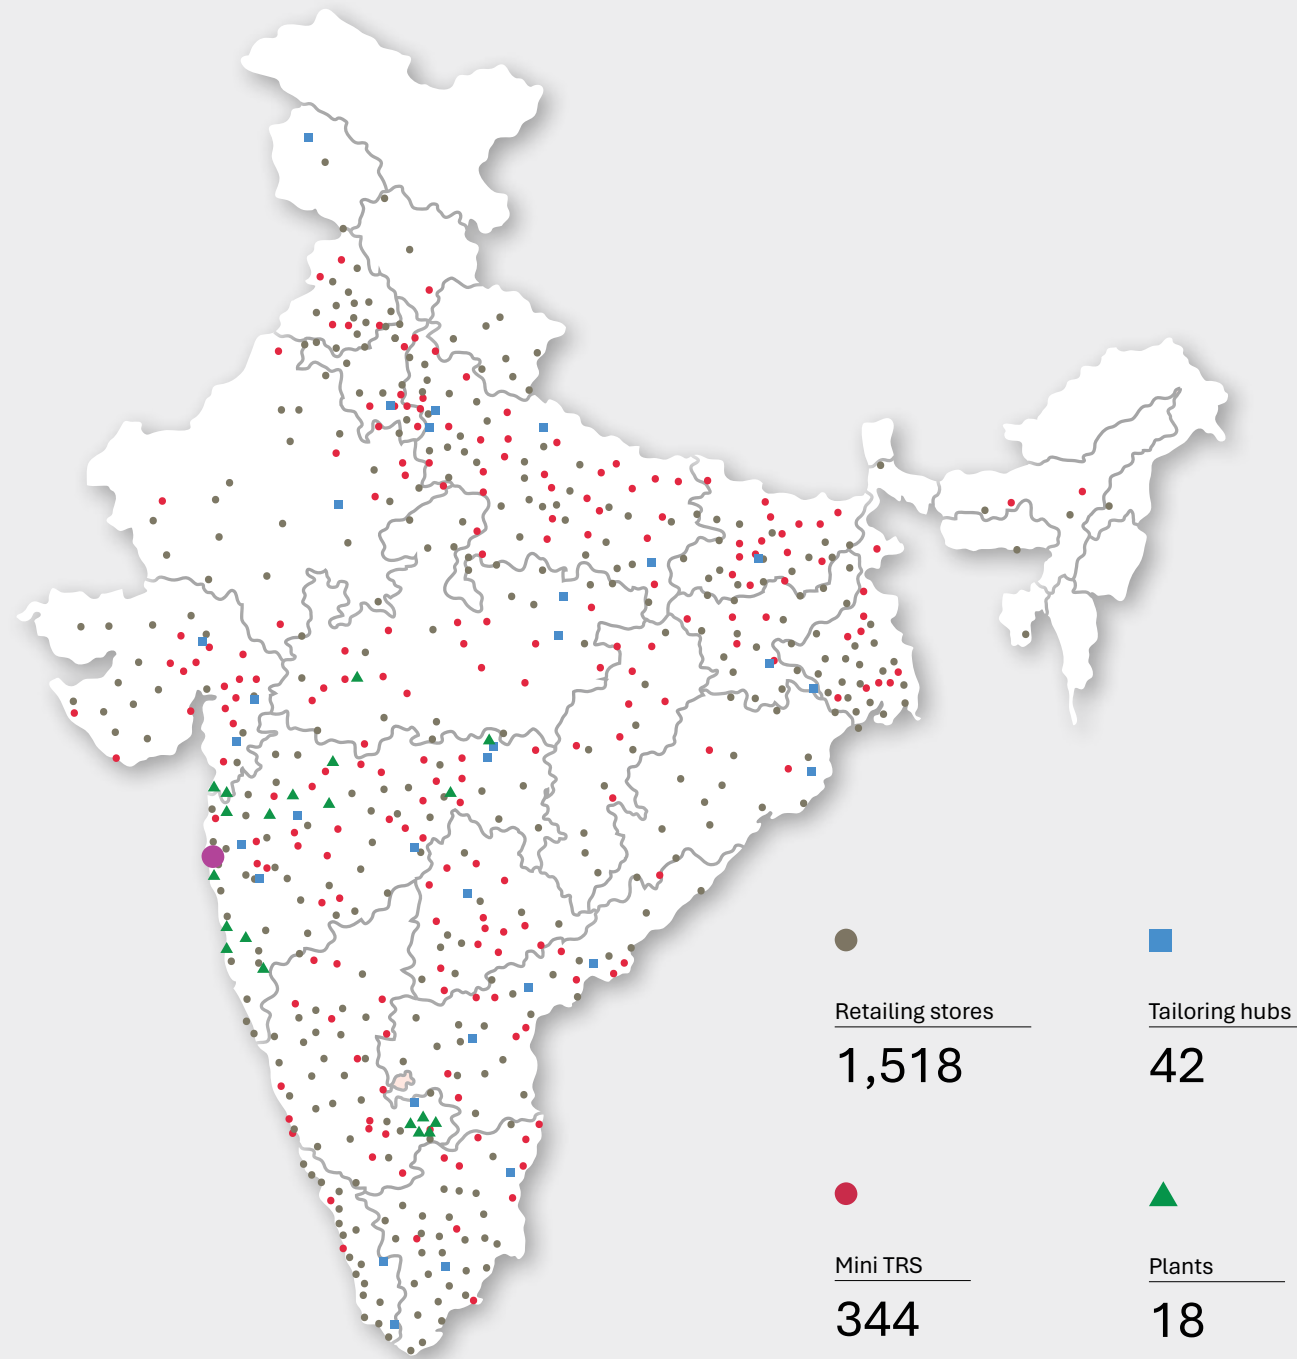 Retailing stores
1,518
Tailoring hubs
42
Mini TRS
344
Plants
18